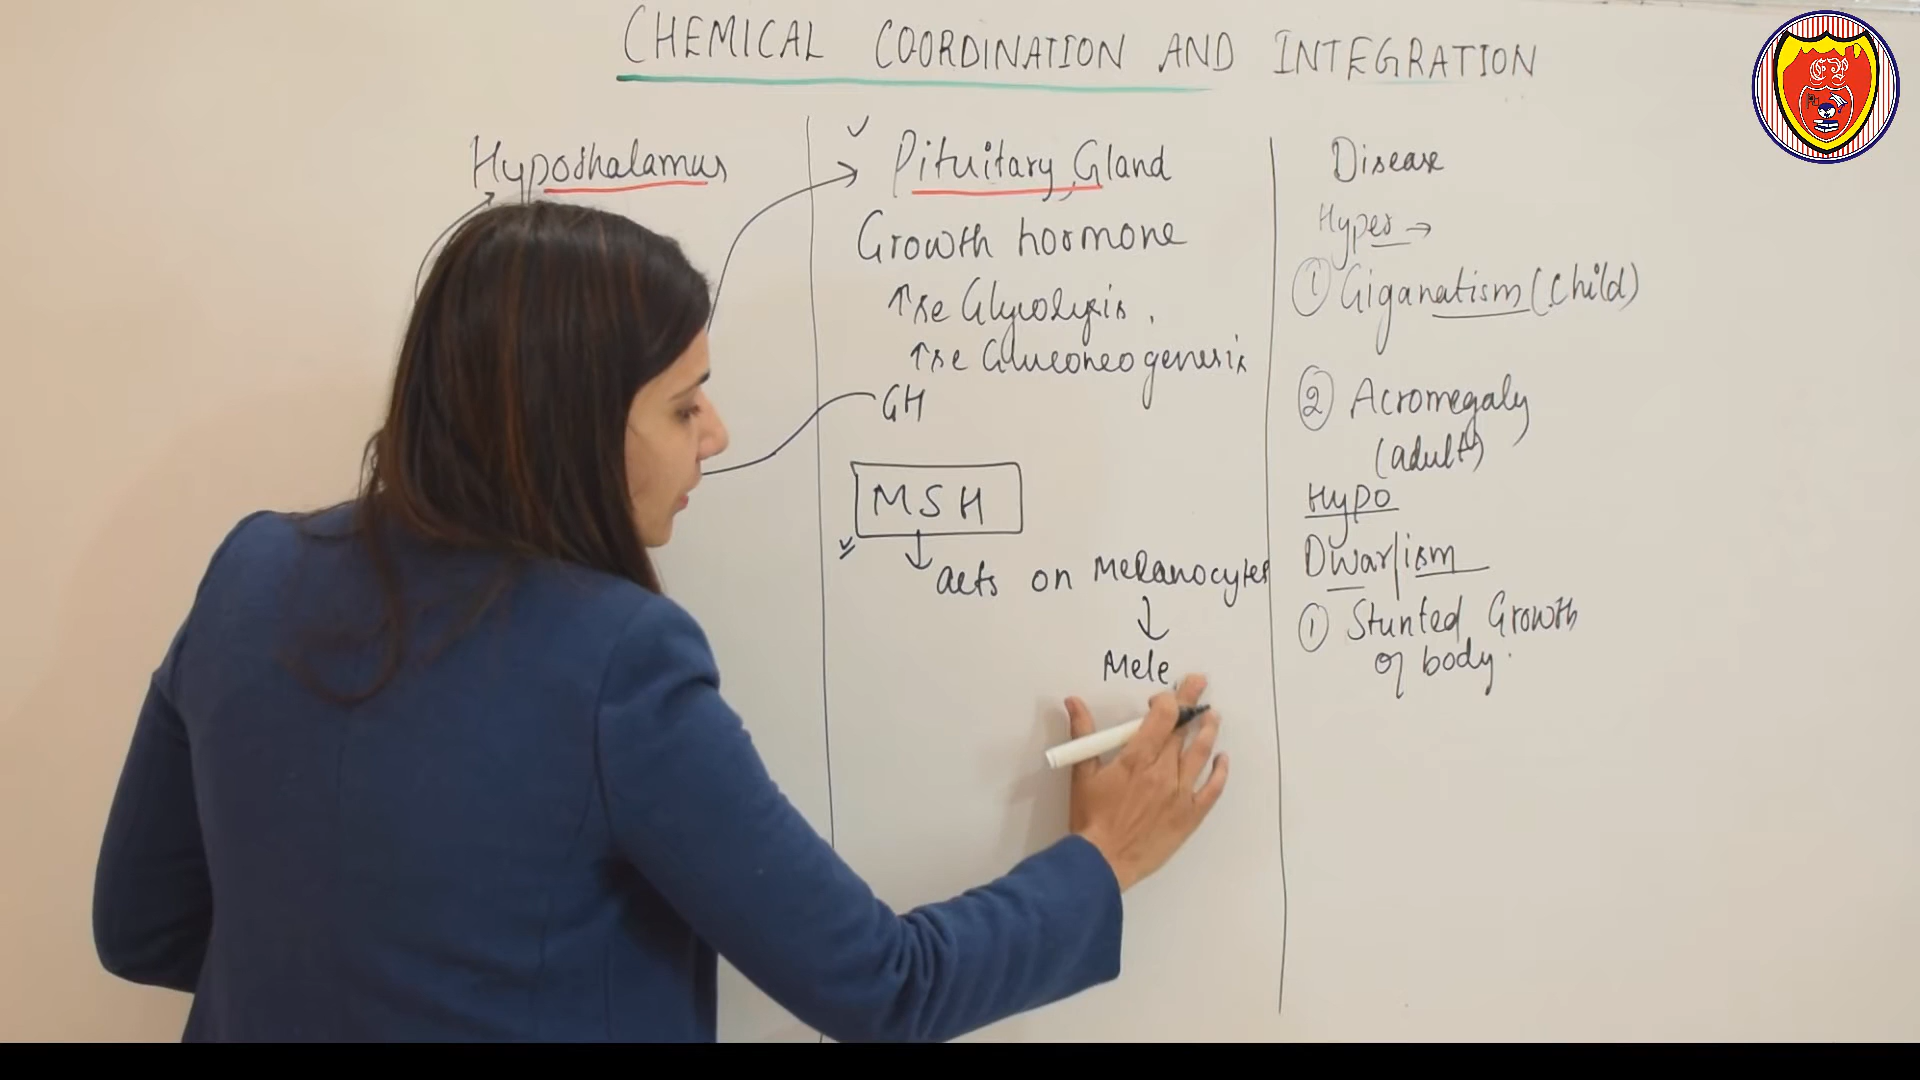 CHEMICAL COORDINATION AND INTEGRATION
Hypothalamus
Pituitary Gland
Growth hormone
↑se Glycolysis.
↑se Gluconeogenesis
GH
MSH
acts on Melanocytes
Mele
Disease
Hyper →
① Giganatism (Child)
② Acromegaly
(adult)
Hypo
Dwarfism
① Stunted Growth
of body.